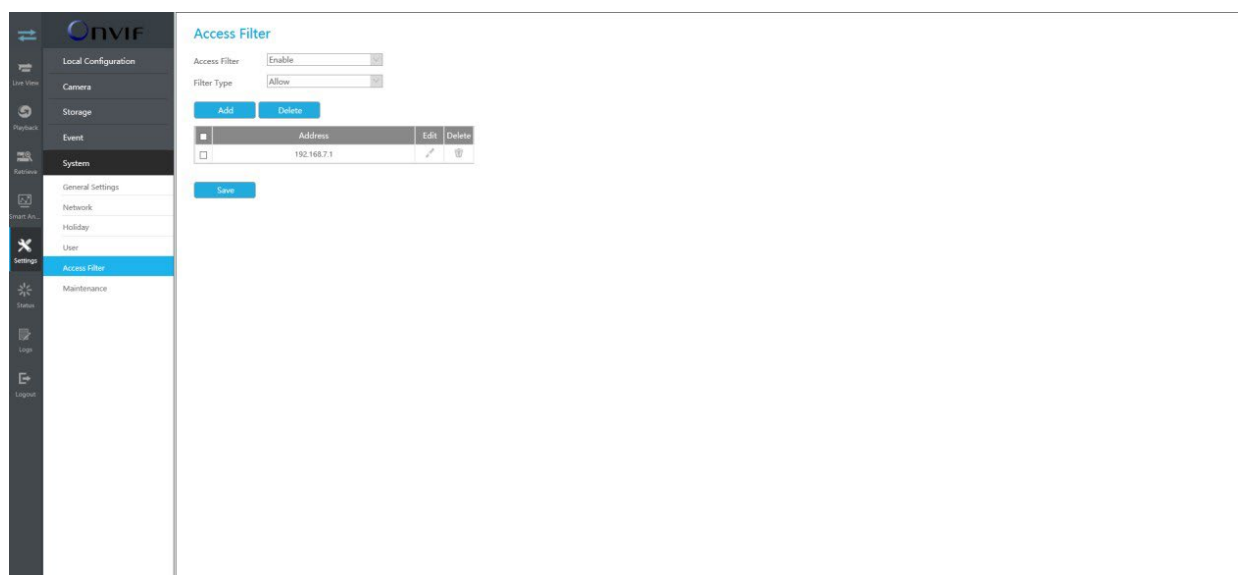 Onvif
Live View
Playback
Retrieve
Smart An...
Settings
Status
Logs
Logout
Local Configuration
Camera
Storage
Event
System
General Settings
Network
Holiday
User
Access Filter
Maintenance
Access Filter
Access Filter Enable
Filter Type Allow
Add Delete
Address Edit Delete
192.168.7.1
Save